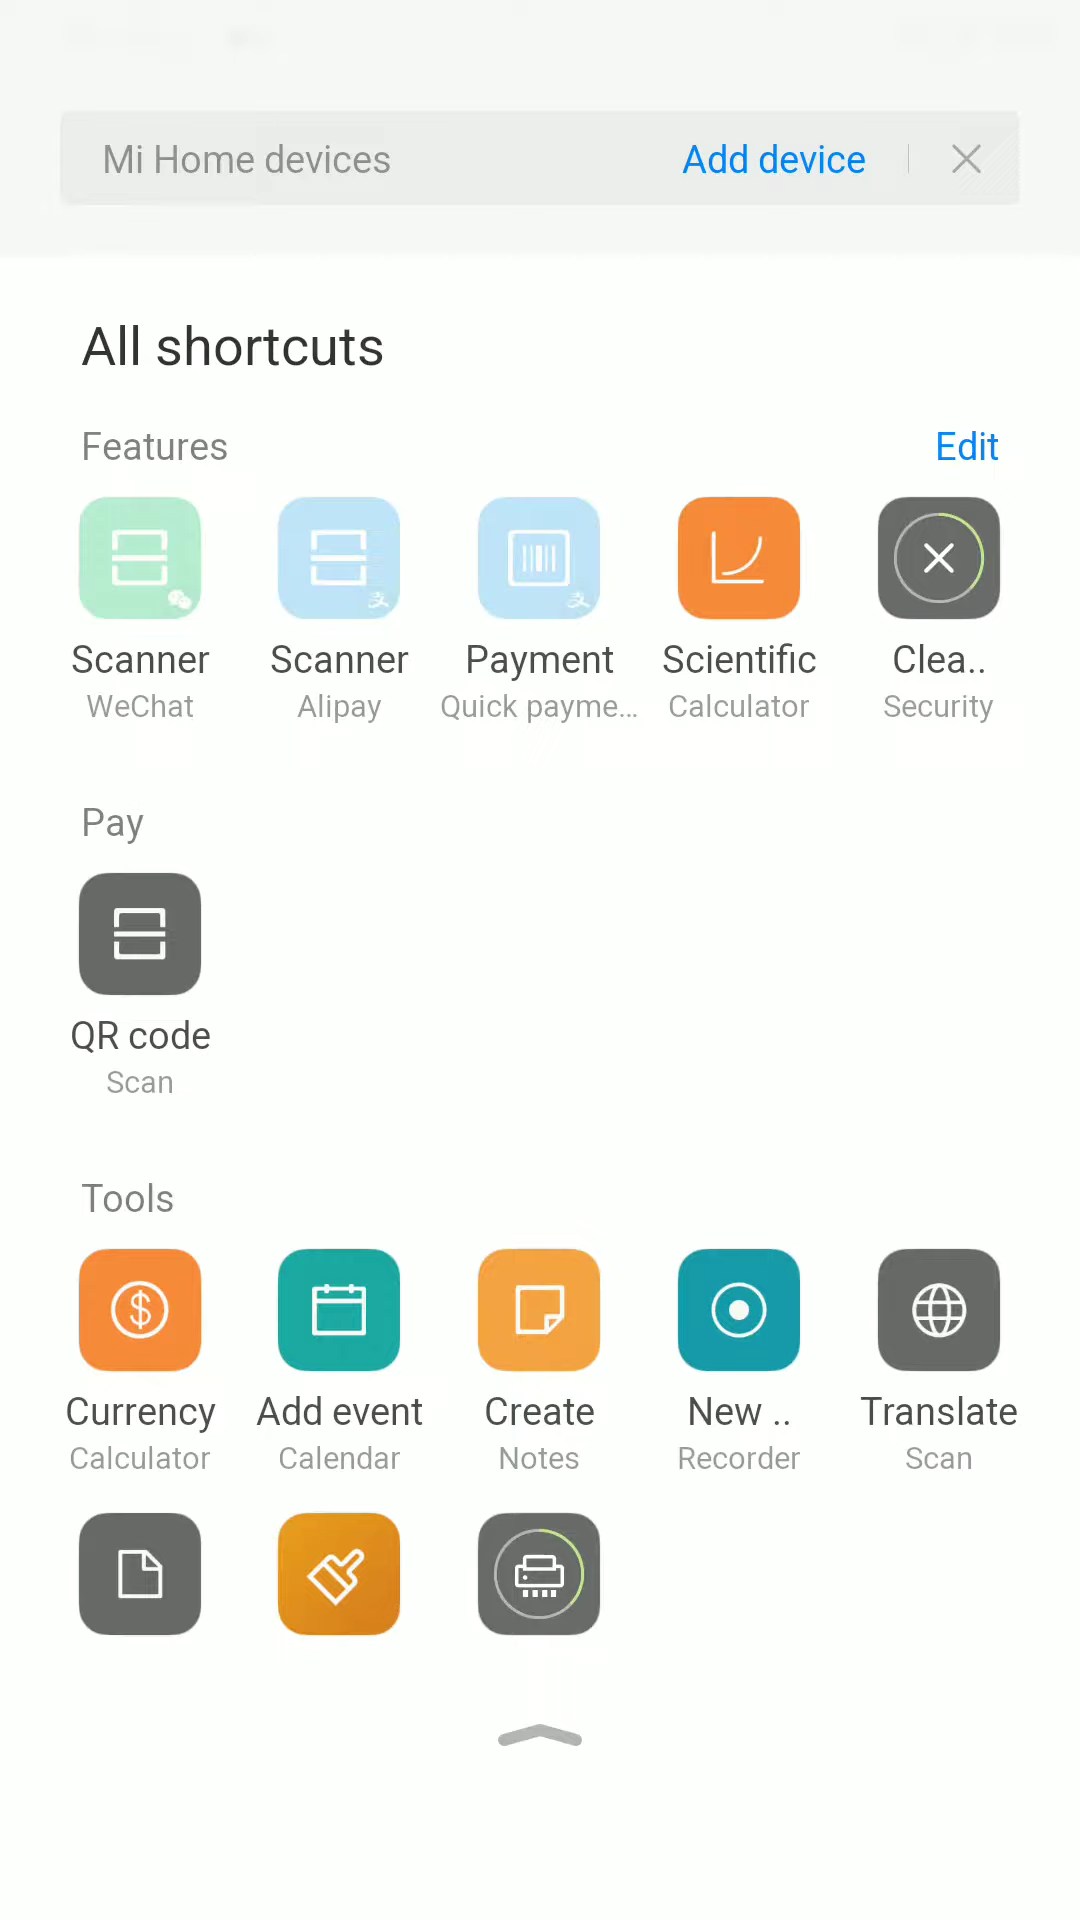 Mi Home devices
Add device
All shortcuts
Features
Edit
Scanner
WeChat
Scanner
Alipay
Payment
Quick payme...
Scientific
Calculator
Clea..
Security
Pay
QR code
Scan
Tools
Currency
Calculator
Add event
Calendar
Create
Notes
New ..
Recorder
Translate
Scan